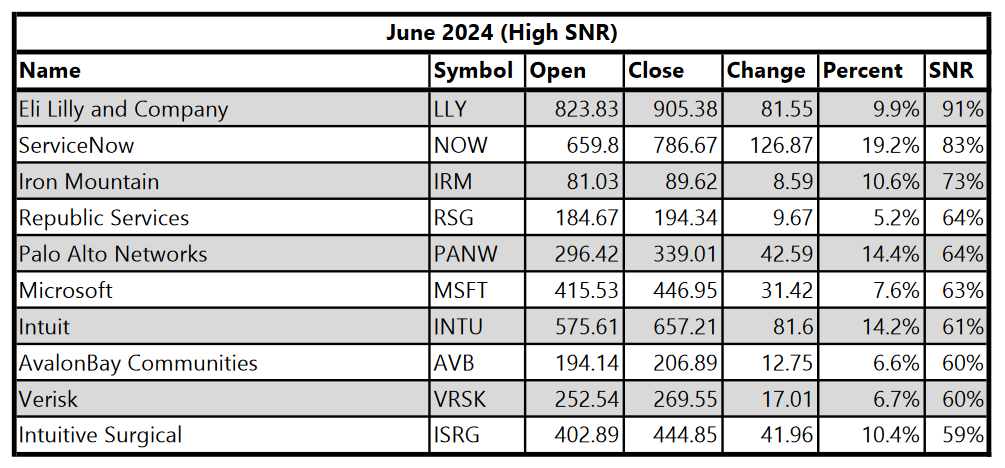 June 2024 (High SNR)
Name Symbol Open Close Change Percent SNR
Eli Lilly and Company LLY 823.83 905.38 81.55 9.9% 91%
ServiceNow NOW 659.8 786.67 126.87 19.2% 83%
Iron Mountain IRM 81.03 89.62 8.59 10.6% 73%
Republic Services RSG 184.67 194.34 9.67 5.2% 64%
Palo Alto Networks PANW 296.42 339.01 42.59 14.4% 64%
Microsoft MSFT 415.53 446.95 31.42 7.6% 63%
Intuit INTU 575.61 657.21 81.6 14.2% 61%
AvalonBay Communities AVB 194.14 206.89 12.75 6.6% 60%
Verisk VRSK 252.54 269.55 17.01 6.7% 60%
Intuitive Surgical ISRG 402.89 444.85 41.96 10.4% 59%